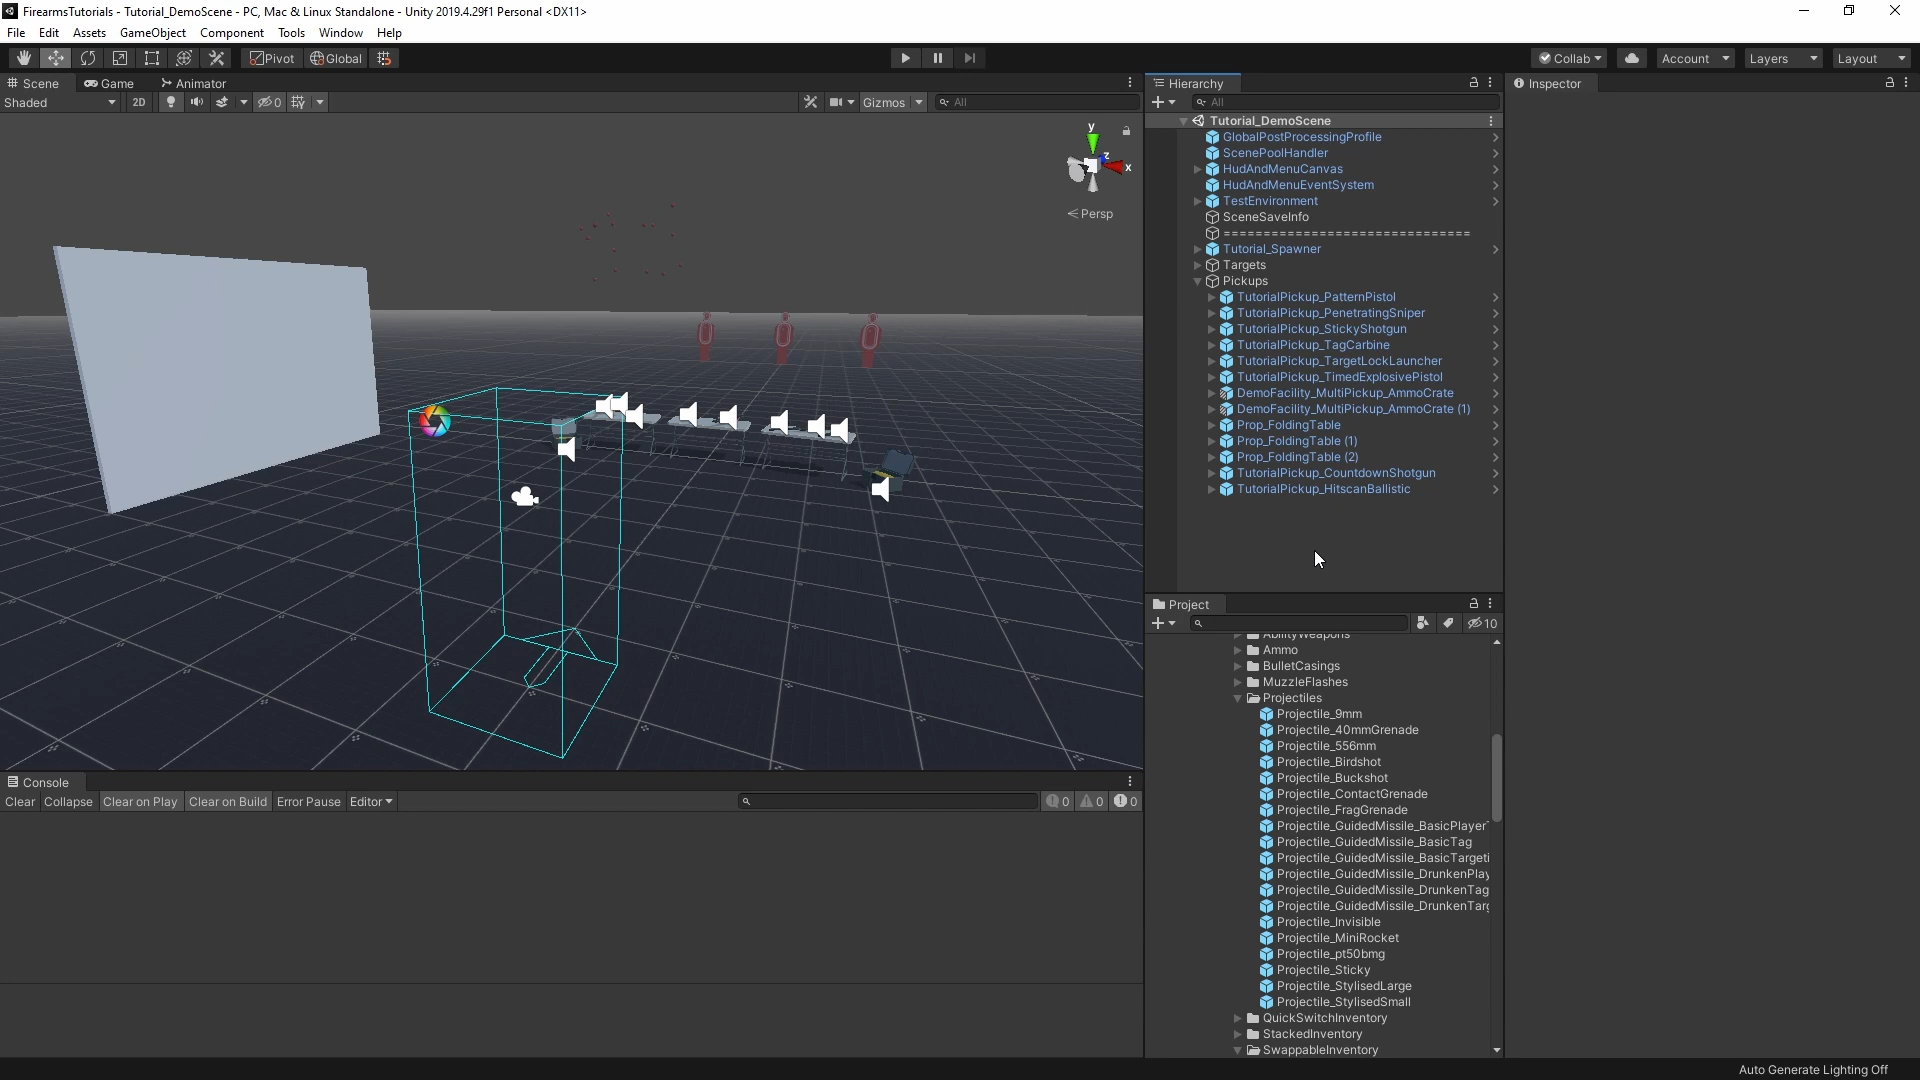 FirearmsTutorials - Tutorial_DemoScene - PC, Mac & Linux Standalone - Unity 2019.4.29f1 Personal <DX11>
File Edit Assets GameObject Component Tools Window Help
Pivot Global Collab Account Layers Layout
Scene Game Animator
Shaded 2D 0 Gizmos All
y
z
x
Persp
Console
Clear Collapse Clear on Play Clear on Build Error Pause Editor 0 0 0
Hierarchy
All
Tutorial_DemoScene
GlobalPostProcessingProfile
ScenePoolHandler
HudAndMenuCanvas
HudAndMenuEventSystem
TestEnvironment
SceneSaveInfo
==============================
Tutorial_Spawner
Targets
Pickups
TutorialPickup_PatternPistol
TutorialPickup_PenetratingSniper
TutorialPickup_StickyShotgun
TutorialPickup_TagCarbine
TutorialPickup_TargetLockLauncher
TutorialPickup_TimedExplosivePistol
DemoFacility_MultiPickup_AmmoCrate
DemoFacility_MultiPickup_AmmoCrate (1)
Prop_FoldingTable
Prop_FoldingTable (1)
Prop_FoldingTable (2)
TutorialPickup_CountdownShotgun
TutorialPickup_HitscanBallistic
Project
10
AbilityWeapons
Ammo
BulletCasings
MuzzleFlashes
Projectiles
Projectile_9mm
Projectile_40mmGrenade
Projectile_556mm
Projectile_Birdshot
Projectile_Buckshot
Projectile_ContactGrenade
Projectile_FragGrenade
Projectile_GuidedMissile_BasicPlayer
Projectile_GuidedMissile_BasicTag
Projectile_GuidedMissile_BasicTargeti
Projectile_GuidedMissile_DrunkenPlay
Projectile_GuidedMissile_DrunkenTag
Projectile_GuidedMissile_DrunkenTarg
Projectile_Invisible
Projectile_MiniRocket
Projectile_pt50bmg
Projectile_Sticky
Projectile_StylisedLarge
Projectile_StylisedSmall
QuickSwitchInventory
StackedInventory
SwappableInventory
Inspector
Auto Generate Lighting Off